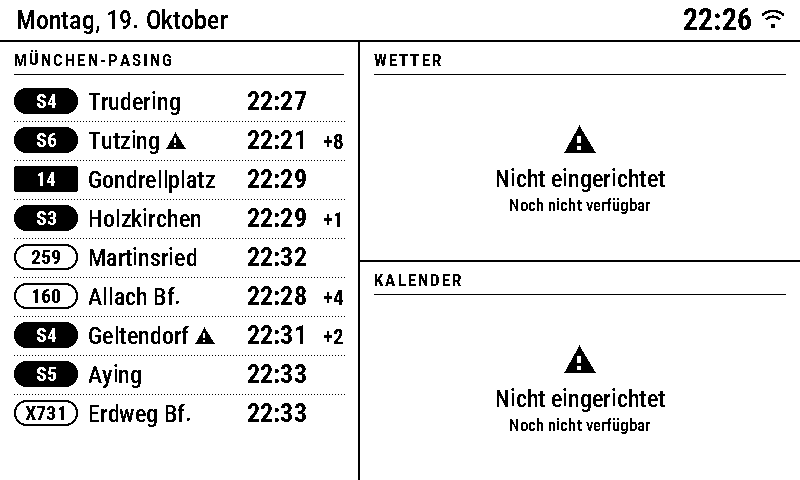 Montag, 19. Oktober 22:26
MÜNCHEN-PASING
S4 Trudering 22:27
S6 Tutzing 22:21 +8
14 Gondrellplatz 22:29
S3 Holzkirchen 22:29 +1
259 Martinsried 22:32
160 Allach Bf. 22:28 +4
S4 Geltendorf 22:31 +2
S5 Aying 22:33
X731 Erdweg Bf. 22:33
WETTER
Nicht eingerichtet
Noch nicht verfügbar
KALENDER
Nicht eingerichtet
Noch nicht verfügbar